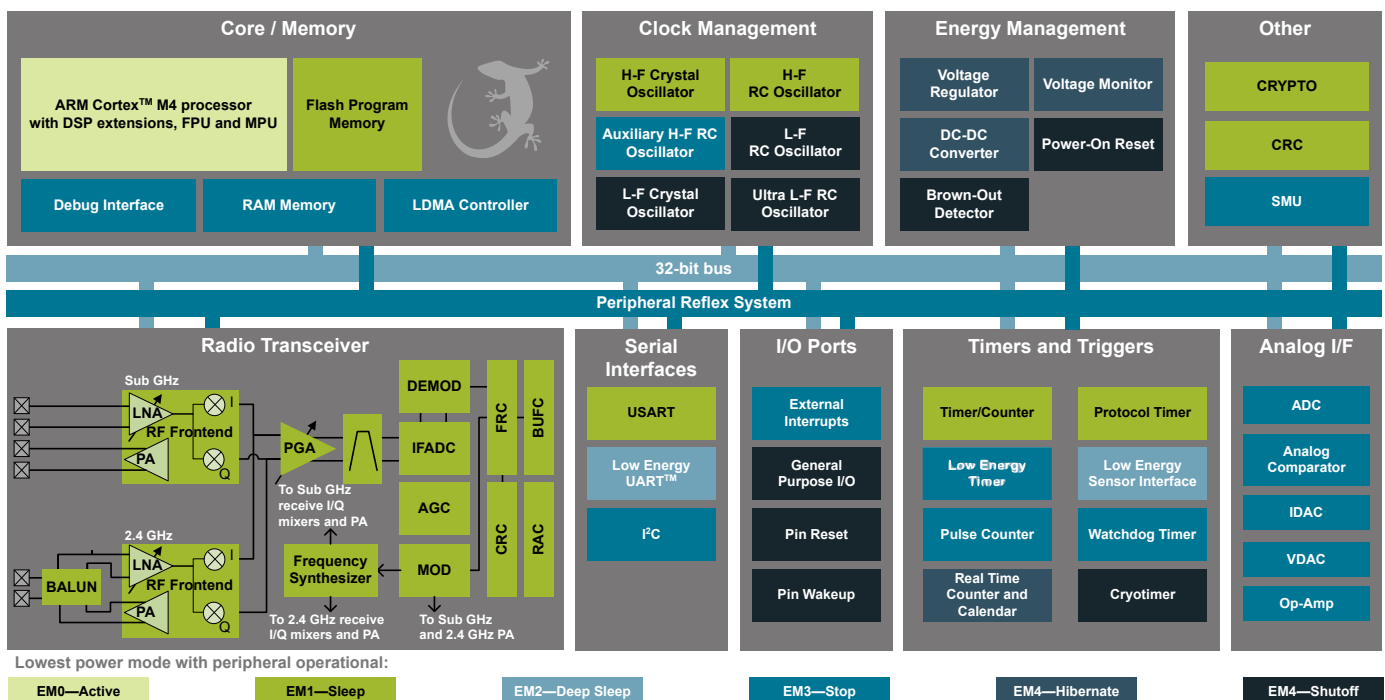 Core / Memory
ARM Cortex™ M4 processor
with DSP extensions, FPU and MPU
Flash Program
Memory
Debug Interface
RAM Memory
LDMA Controller
Clock Management
H-F Crystal
Oscillator
H-F
RC Oscillator
Auxiliary H-F RC
Oscillator
L-F
RC Oscillator
L-F Crystal
Oscillator
Ultra L-F RC
Oscillator
Energy Management
Voltage
Regulator
Voltage Monitor
DC-DC
Converter
Power-On Reset
Brown-Out
Detector
Other
CRYPTO
CRC
SMU
32-bit bus
Peripheral Reflex System
Radio Transceiver
Sub GHz
LNA
RF Frontend
PA
I
Q
2.4 GHz
BALUN
LNA
RF Frontend
PA
I
Q
PGA
To Sub GHz
receive I/Q
mixers and PA
Frequency
Synthesizer
To 2.4 GHz receive
I/Q mixers and PA
DEMOD
IFADC
AGC
MOD
To Sub GHz
and 2.4 GHz PA
FRC
BUFC
CRC
RAC
Serial
Interfaces
USART
Low Energy
UART™
I²C
I/O Ports
External
Interrupts
General
Purpose I/O
Pin Reset
Pin Wakeup
Timers and Triggers
Timer/Counter
Protocol Timer
Low Energy
Timer
Low Energy
Sensor Interface
Pulse Counter
Watchdog Timer
Real Time
Counter and
Calendar
Cryotimer
Analog I/F
ADC
Analog
Comparator
IDAC
VDAC
Op-Amp
Lowest power mode with peripheral operational:
EM0—Active
EM1—Sleep
EM2—Deep Sleep
EM3—Stop
EM4—Hibernate
EM4—Shutoff